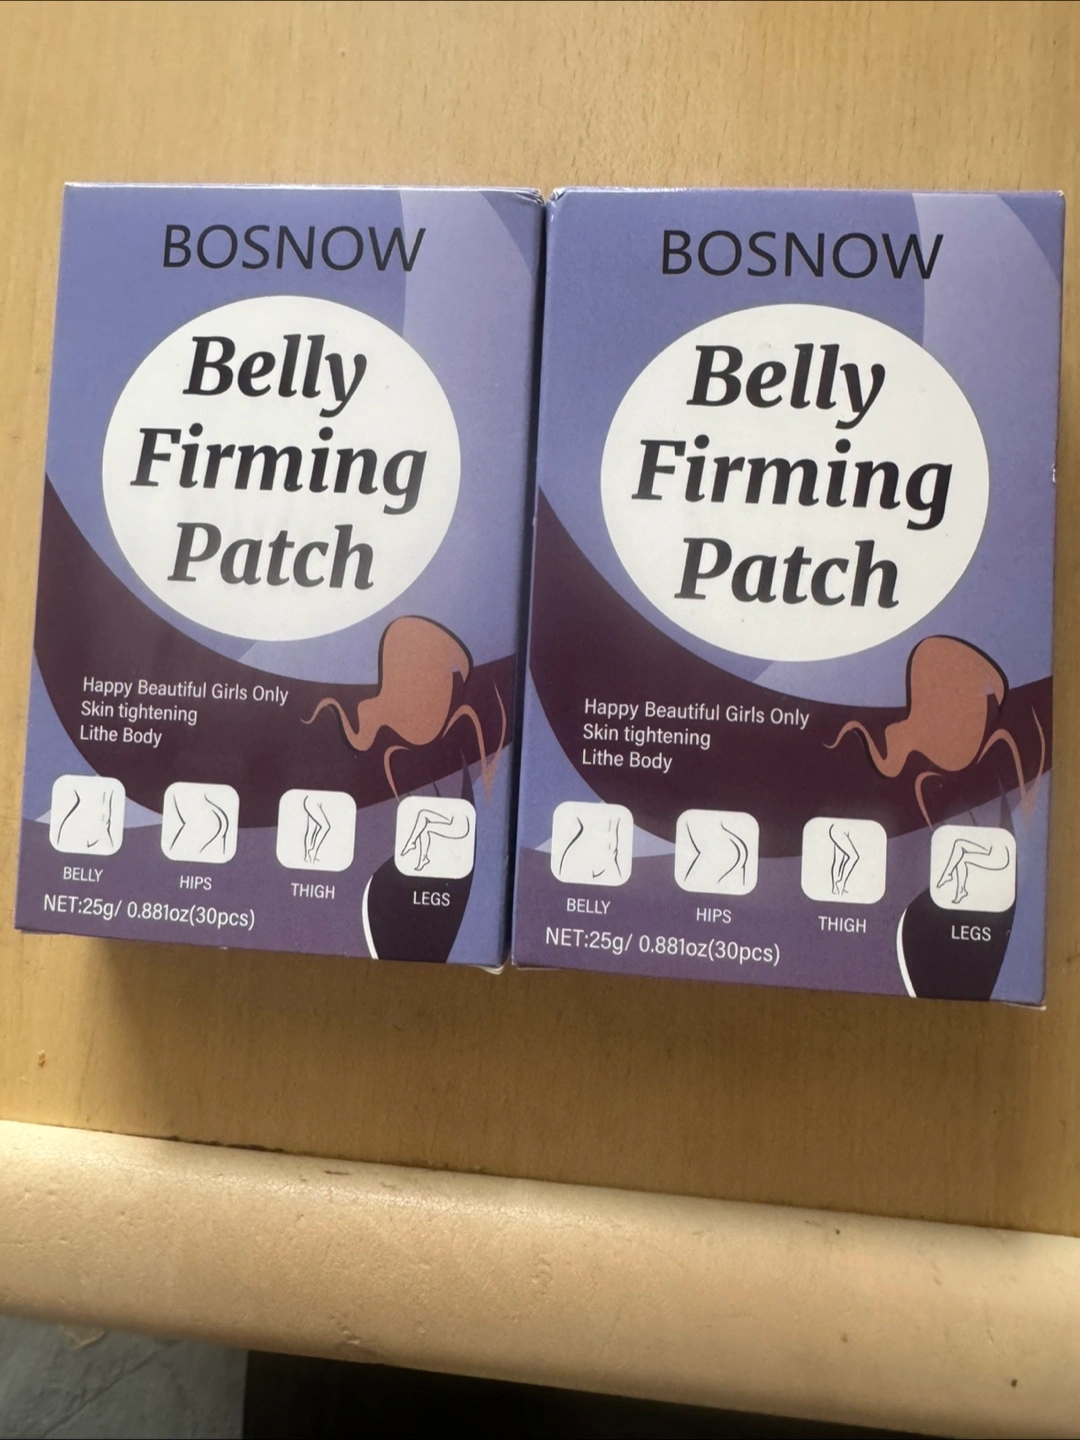 BOSNOW
Belly
Firming
Patch
Happy Beautiful Girls Only
Skin tightening
Lithe Body
BELLY
HIPS
THIGH
LEGS
NET:25g/ 0.881oz(30pcs)
BOSNOW
Belly
Firming
Patch
Happy Beautiful Girls Only
Skin tightening
Lithe Body
BELLY
HIPS
THIGH
LEGS
NET:25g/ 0.881oz(30pcs)